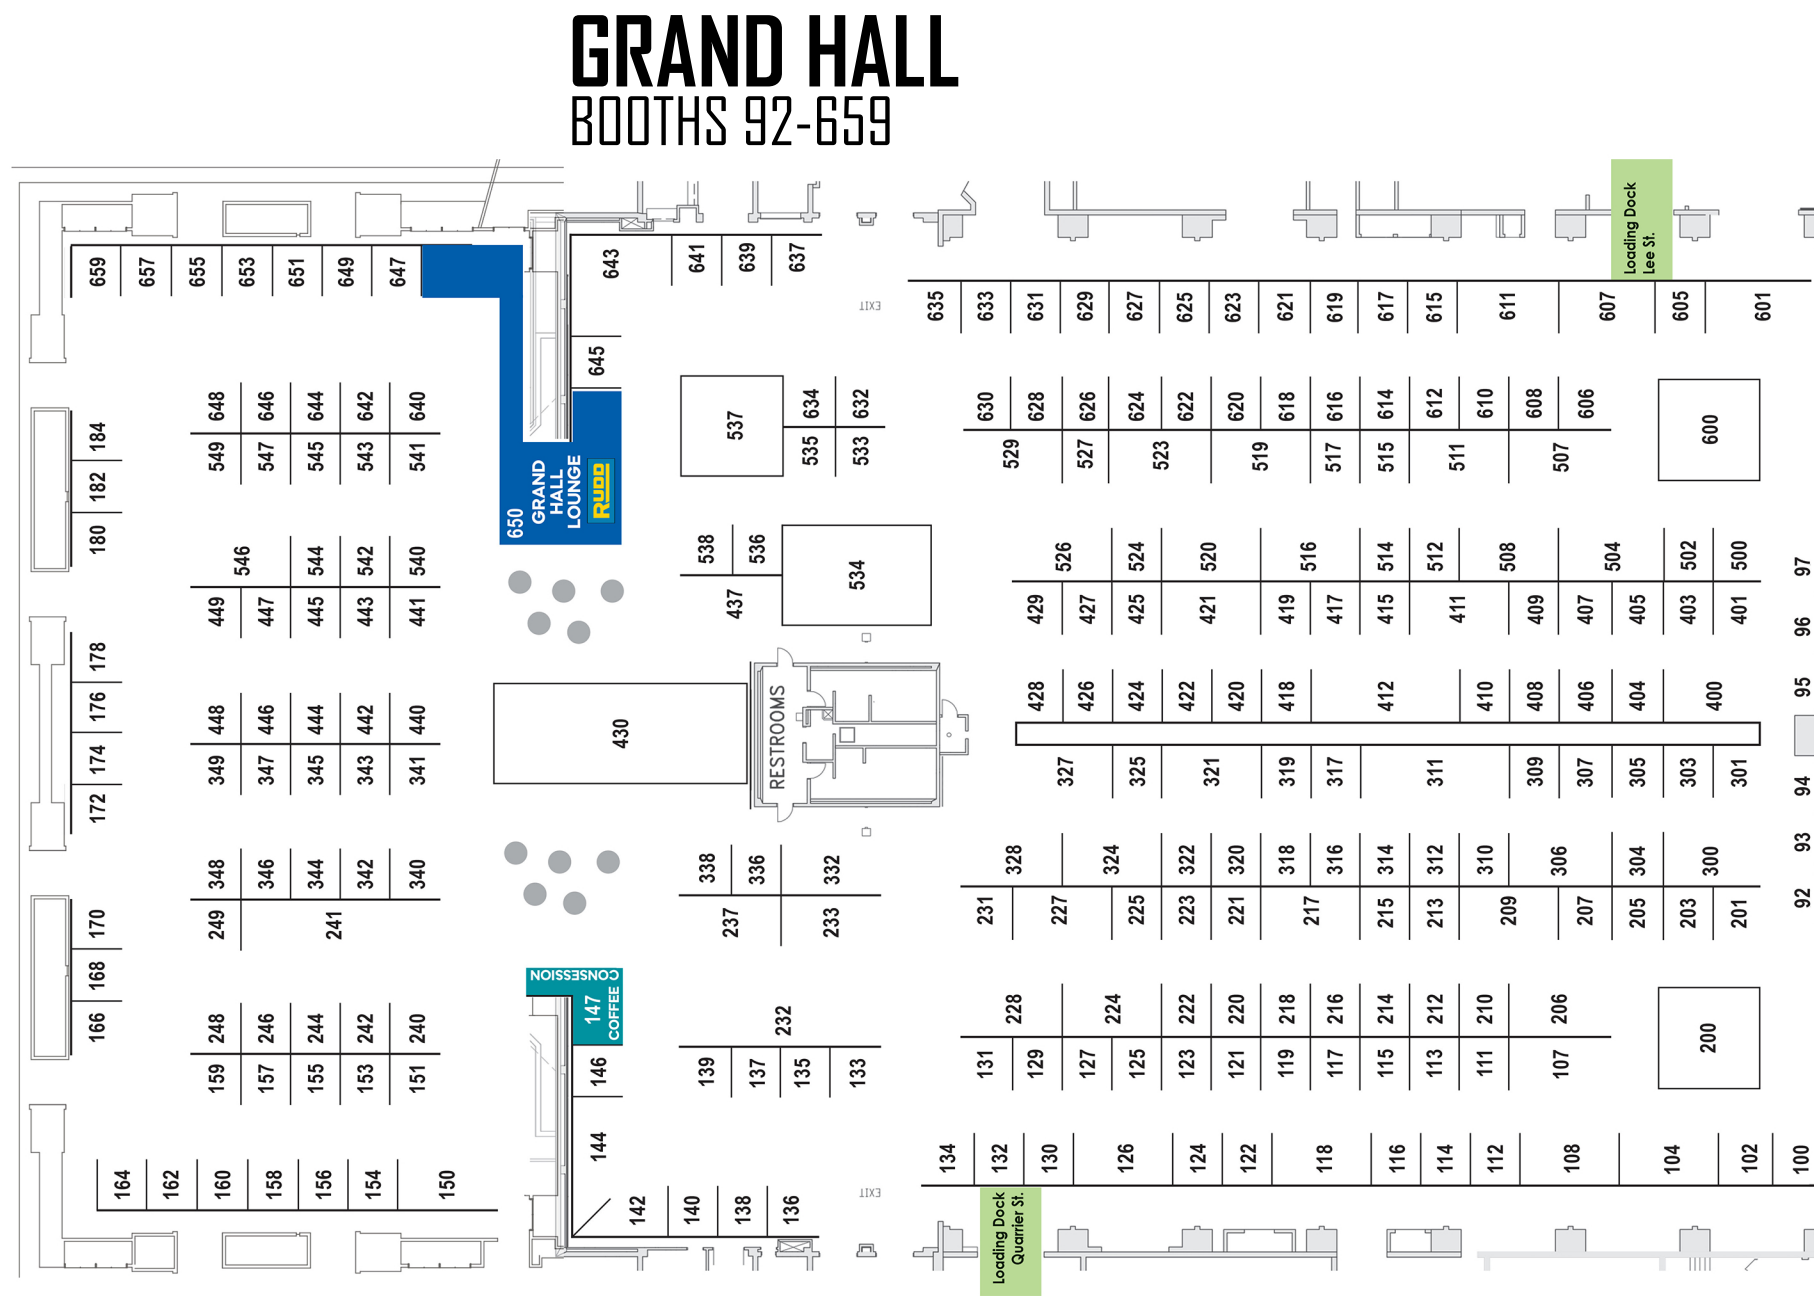 GRAND HALL
BOOTHS 92-659
Loading Dock
Lee St.
659 657 655 653 651 649 647
643 641 639 637
EXIT
635 633 631 629 627 625 623 621 619 617 615 611 607 605 601
645
648 646 644 642 640
549 547 545 543 541
537
634 632
535 533
630 628 626 624 622 620 618 616 614 612 610 608 606
529 527 523 519 517 515 511 507
600
184
182
180
650
GRAND
HALL
LOUNGE
RUDD
546 544 542 540
449 447 445 443 441
538 536
437
534
526 524 520 516 514 512 508 504 502 500
429 427 425 421 419 417 415 411 409 407 405 403 401
97
96
95
94
93
92
178
176
174
172
448 446 444 442 440
349 347 345 343 341
430
RESTROOMS
428 426 424 422 420 418 412 410 408 406 404 400
327 325 321 319 317 311 309 307 305 303 301
348 346 344 342 340
249 241
338 336 332
237 233
328 324 322 320 318 316 314 312 310 306 304 300
231 227 225 223 221 217 215 213 209 207 205 203 201
170
168
166
CONSESSION
147
COFFEE
248 246 244 242 240
159 157 155 153 151
146
232
139 137 135 133
228 224 222 220 218 216 214 212 210 206
131 129 127 125 123 121 119 117 115 113 111 107
200
144
164 162 160 158 156 154 150
142 140 138 136
EXIT
134 132 130 126 124 122 118 116 114 112 108 104 102 100
Loading Dock
Quarrier St.